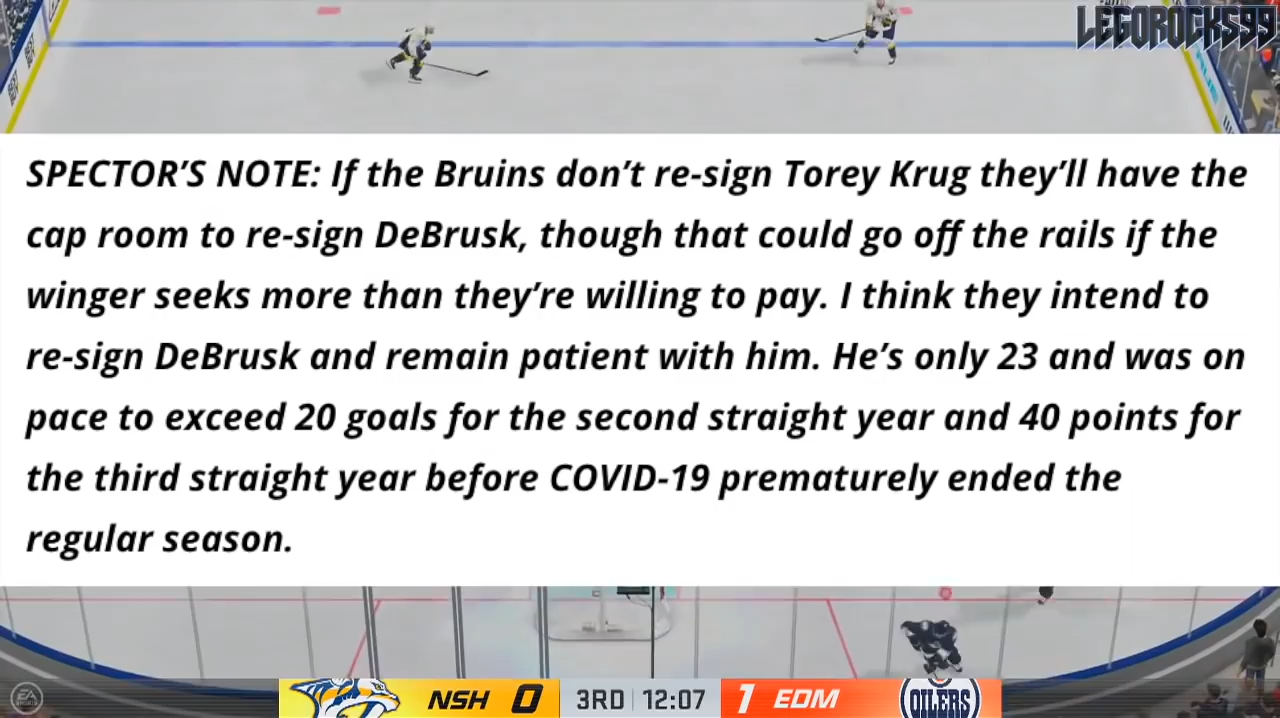 LEGOROCKS99
SPECTOR’S NOTE: If the Bruins don’t re-sign Torey Krug they’ll have the
cap room to re-sign DeBrusk, though that could go off the rails if the
winger seeks more than they’re willing to pay. I think they intend to
re-sign DeBrusk and remain patient with him. He’s only 23 and was on
pace to exceed 20 goals for the second straight year and 40 points for
the third straight year before COVID-19 prematurely ended the
regular season.
EA SPORTS
NSH 0 3RD 12:07 1 EDM OILERS